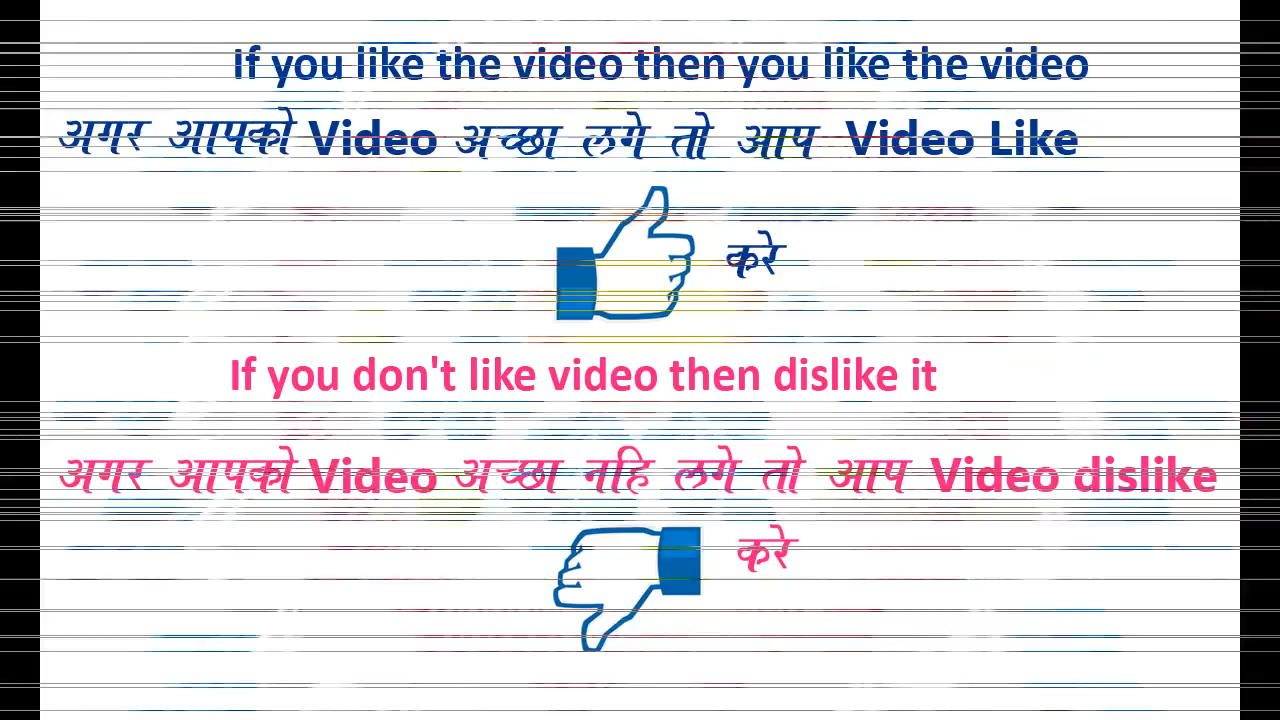 If you like the video then you like the video
अगर आपको Video अच्छा लगे तो आप Video Like
करे
If you don't like video then dislike it
अगर आपको Video अच्छा नहि लगे तो आप Video dislike
करे